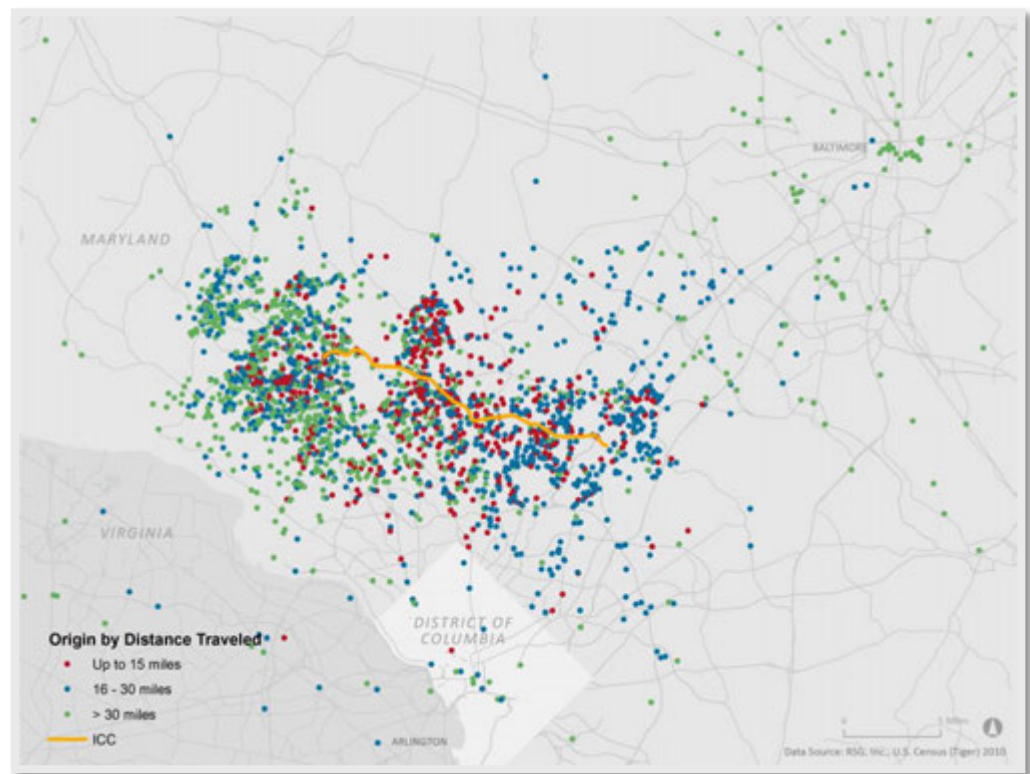 BALTIMORE
MARYLAND
VIRGINIA
DISTRICT OF
COLUMBIA
Origin by Distance Traveled
Up to 15 miles
16 - 30 miles
> 30 miles
ICC
ARLINGTON
Data Source: RSG, Inc., U.S. Census (Tiger) 2010